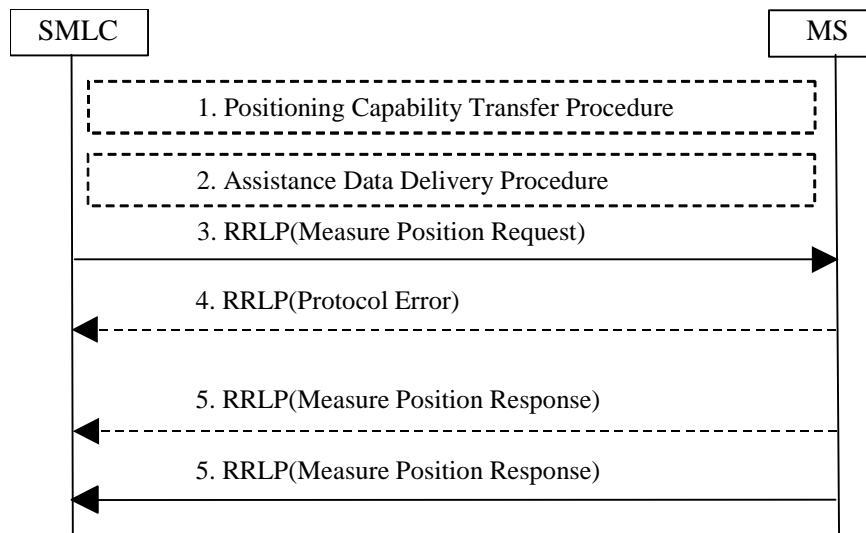 SMLC
MS
1. Positioning Capability Transfer Procedure
2. Assistance Data Delivery Procedure
3. RRLP(Measure Position Request)
4. RRLP(Protocol Error)
5. RRLP(Measure Position Response)
5. RRLP(Measure Position Response)